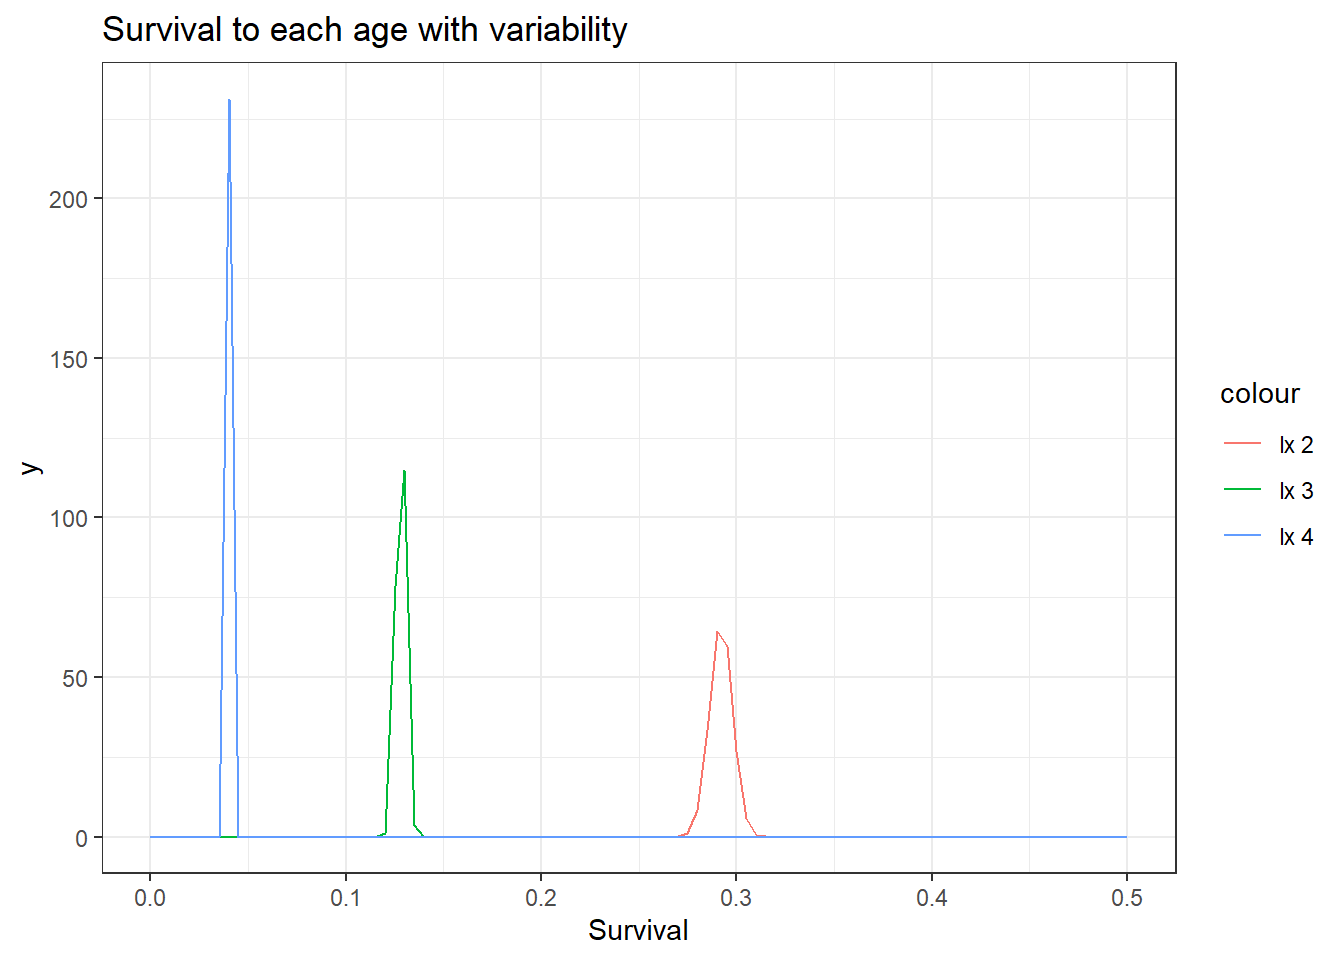 Survival to each age with variability
200
150
100
50
0
y
0.0 0.1 0.2 0.3 0.4 0.5
Survival
colour
lx 2
lx 3
lx 4